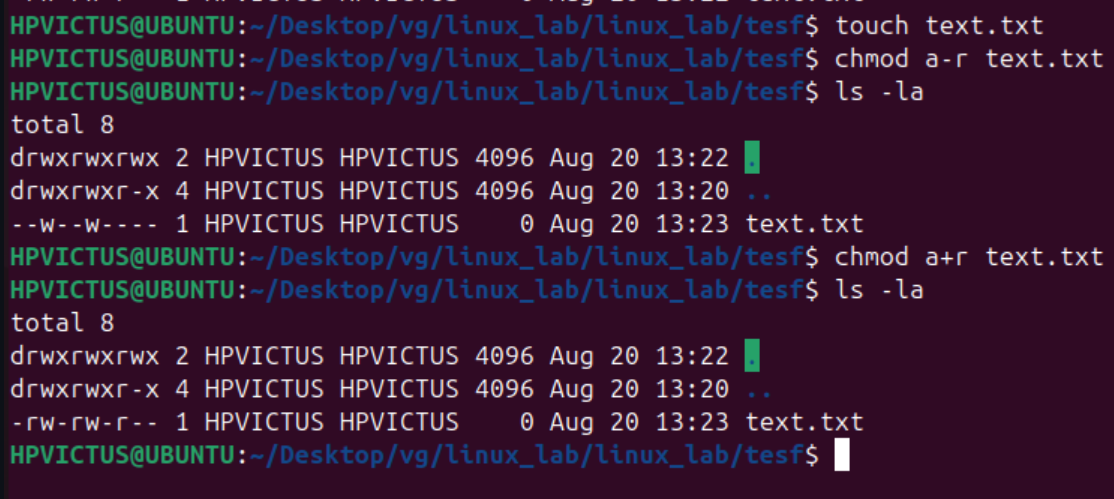 HPVICTUS@UBUNTU:~/Desktop/vg/linux_lab/linux_lab/tesf$ touch text.txt
HPVICTUS@UBUNTU:~/Desktop/vg/linux_lab/linux_lab/tesf$ chmod a-r text.txt
HPVICTUS@UBUNTU:~/Desktop/vg/linux_lab/linux_lab/tesf$ ls -la
total 8
drwxrwxrwx 2 HPVICTUS HPVICTUS 4096 Aug 20 13:22 .
drwxrwxr-x 4 HPVICTUS HPVICTUS 4096 Aug 20 13:20 ..
--w--w---- 1 HPVICTUS HPVICTUS    0 Aug 20 13:23 text.txt
HPVICTUS@UBUNTU:~/Desktop/vg/linux_lab/linux_lab/tesf$ chmod a+r text.txt
HPVICTUS@UBUNTU:~/Desktop/vg/linux_lab/linux_lab/tesf$ ls -la
total 8
drwxrwxrwx 2 HPVICTUS HPVICTUS 4096 Aug 20 13:22 .
drwxrwxr-x 4 HPVICTUS HPVICTUS 4096 Aug 20 13:20 ..
-rw-rw-r-- 1 HPVICTUS HPVICTUS    0 Aug 20 13:23 text.txt
HPVICTUS@UBUNTU:~/Desktop/vg/linux_lab/linux_lab/tesf$